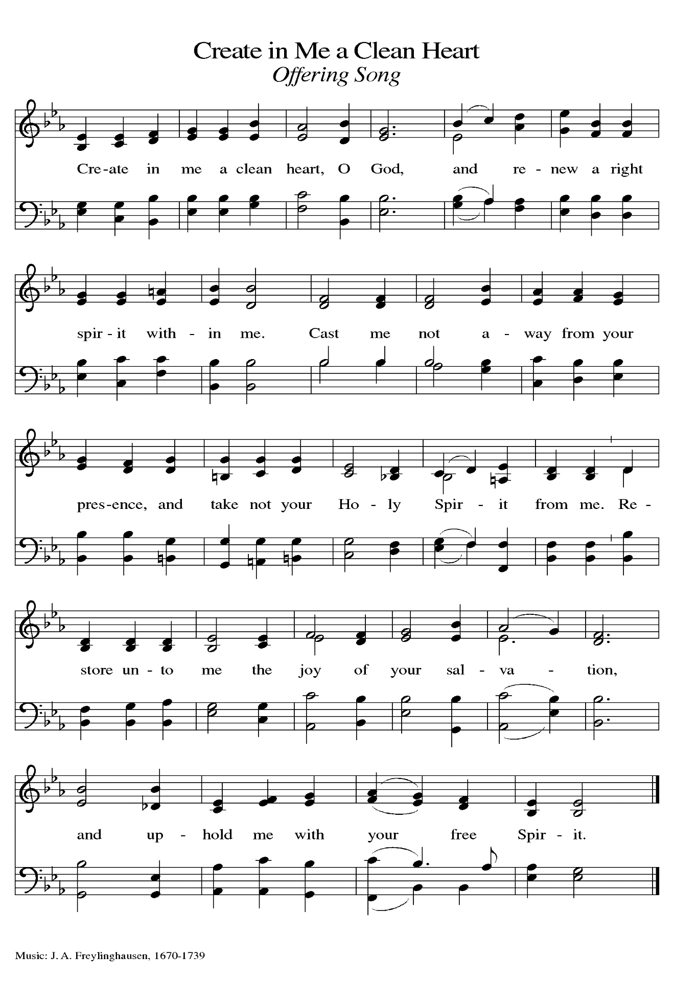 Create in Me a Clean Heart
Offering Song
Cre - ate in me a clean heart, O God, and re - new a right
spir - it with - in me. Cast me not a - way from your
pres - ence, and take not your Ho - ly Spir - it from me. Re -
store un - to me the joy of your sal - va - tion,
and up - hold me with your free Spir - it.
Music: J. A. Freylinghausen, 1670-1739